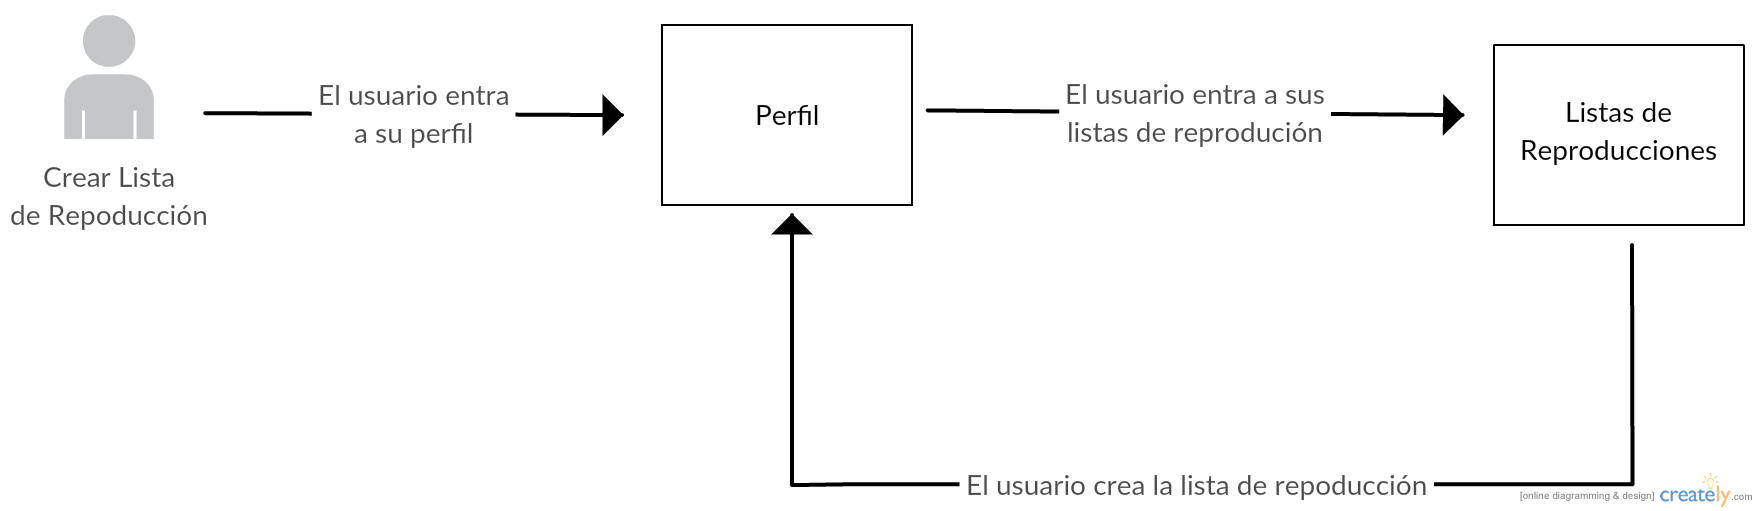 Crear Lista
de Repoducción
El usuario entra
a su perfil
Perfil
El usuario entra a sus
listas de reprodución
Listas de
Reproducciones
El usuario crea la lista de repoducción
[online diagramming & design] creately.com